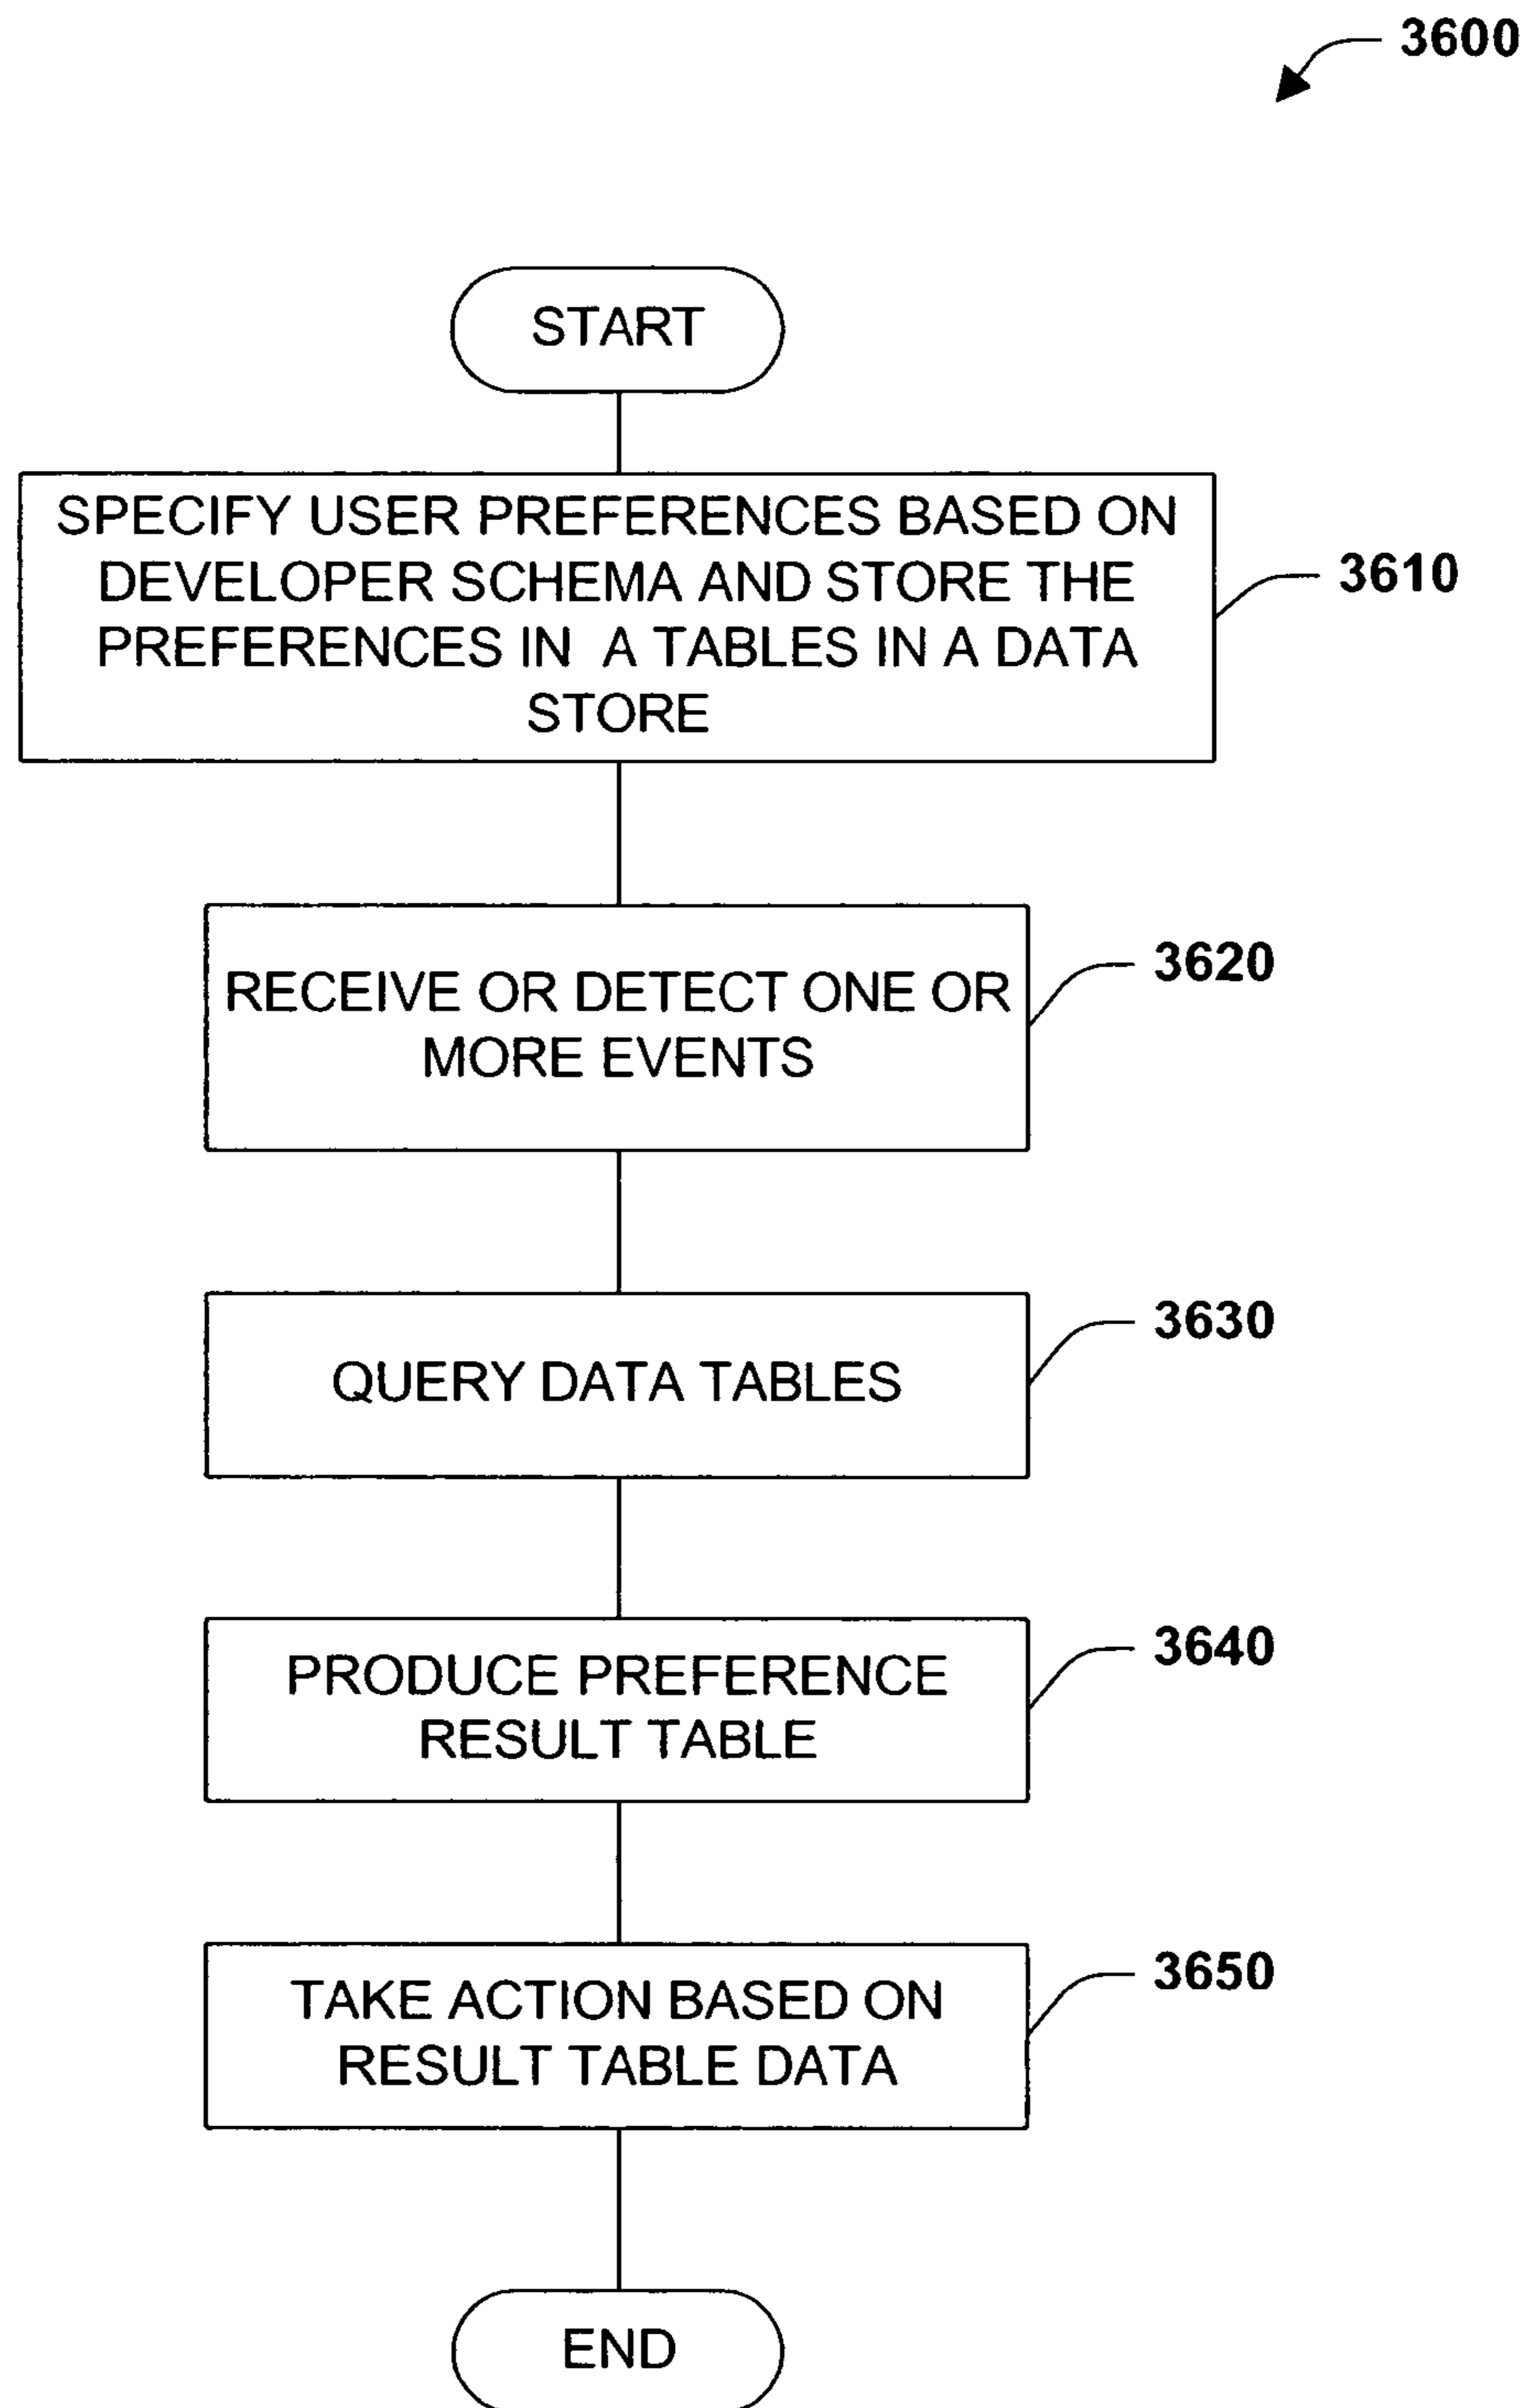 3600
START
SPECIFY USER PREFERENCES BASED ON
DEVELOPER SCHEMA AND STORE THE
PREFERENCES IN A TABLES IN A DATA
STORE
3610
RECEIVE OR DETECT ONE OR
MORE EVENTS
3620
QUERY DATA TABLES
3630
PRODUCE PREFERENCE
RESULT TABLE
3640
TAKE ACTION BASED ON
RESULT TABLE DATA
3650
END